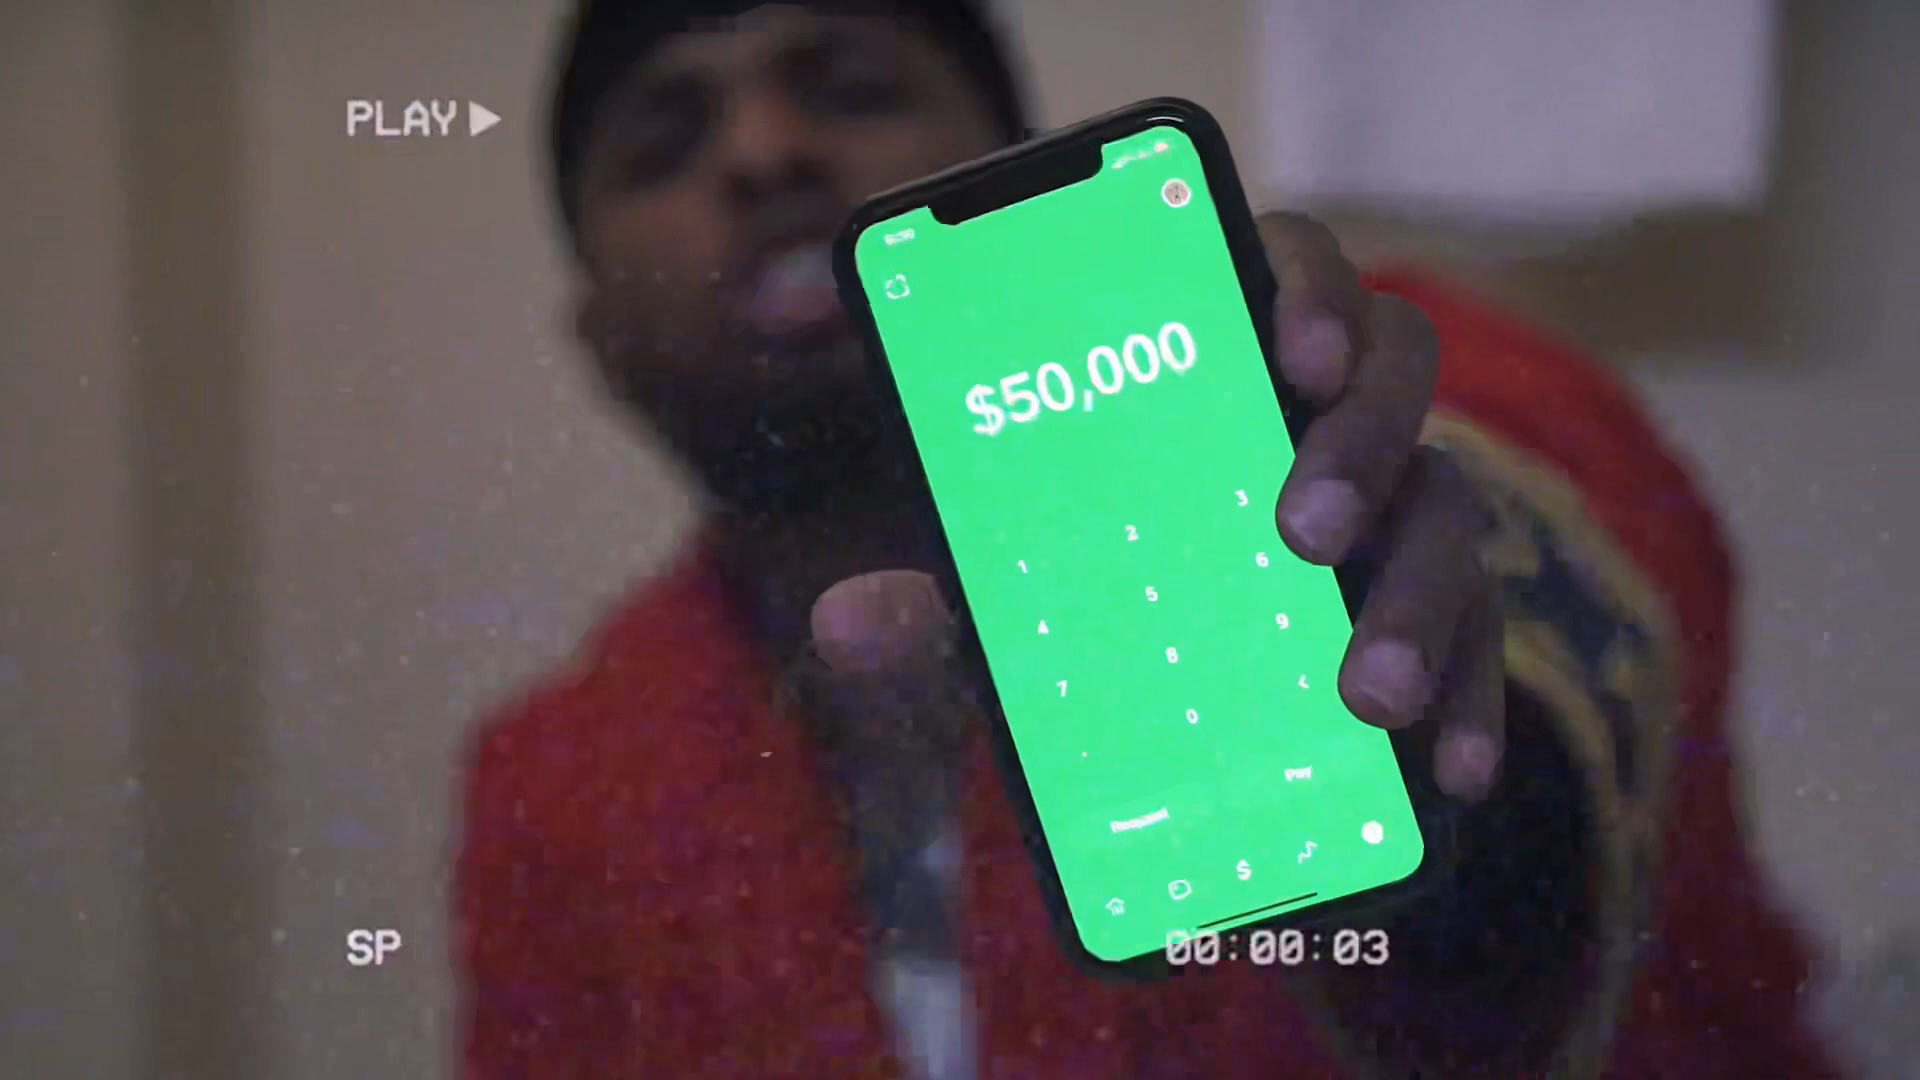 PLAY
$50,000
1 2 3
4 5 6
7 8 9
. 0 <
Request Pay
$
SP 00:00:03